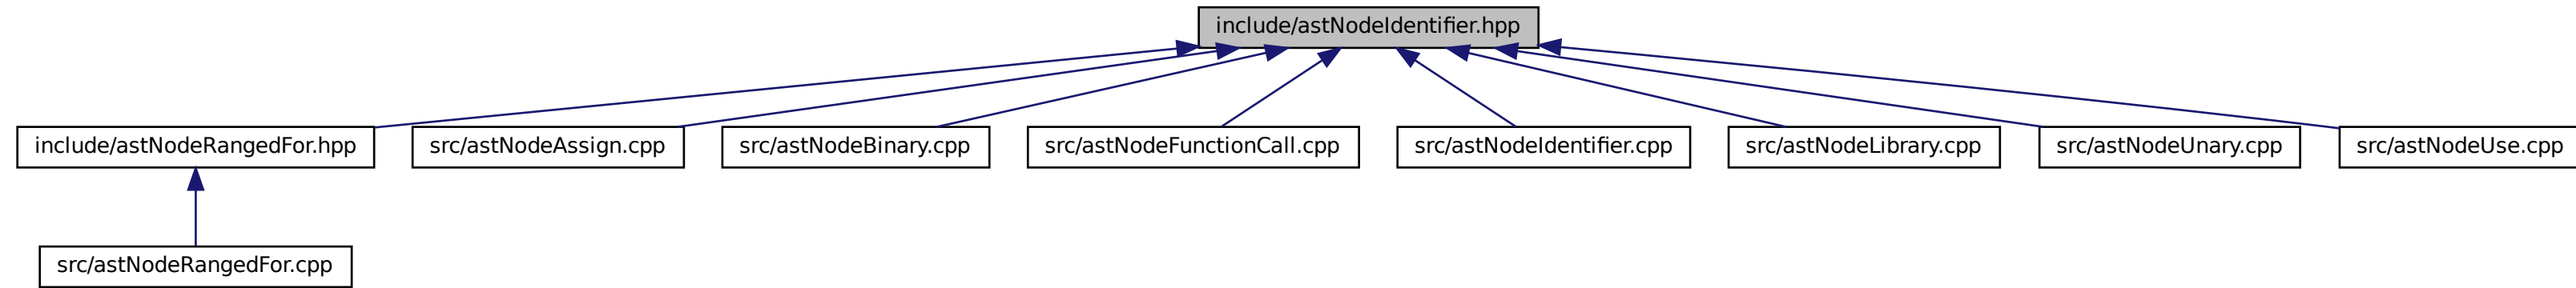 include/astNodeIdentifier.hpp
include/astNodeRangedFor.hpp
src/astNodeAssign.cpp
src/astNodeBinary.cpp
src/astNodeFunctionCall.cpp
src/astNodeIdentifier.cpp
src/astNodeLibrary.cpp
src/astNodeUnary.cpp
src/astNodeUse.cpp
src/astNodeRangedFor.cpp